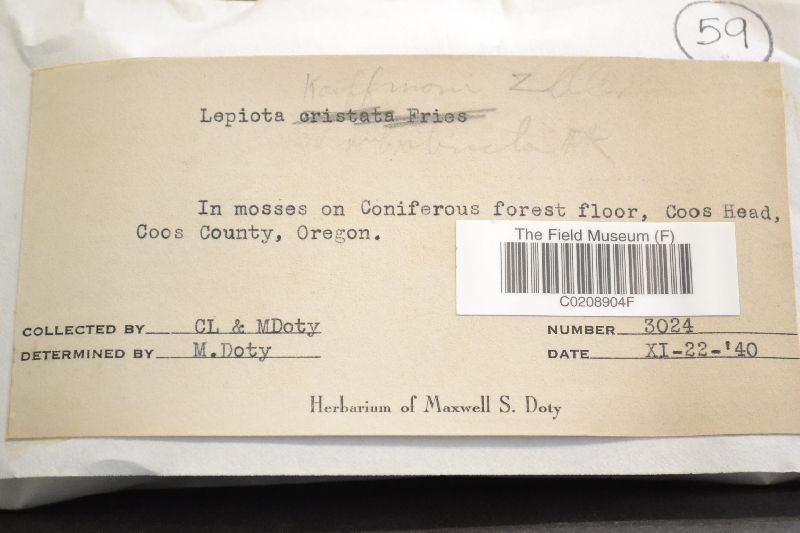 59
Kauffmani
Lepiota cristata Fries
In mosses on Coniferous forest floor, Coos Head,
Coos County, Oregon.
The Field Museum (F)
C0208904F
COLLECTED BY CL & MDoty
NUMBER 3024
DETERMINED BY M.Doty
DATE XI-22-'40
Herbarium of Maxwell S. Doty